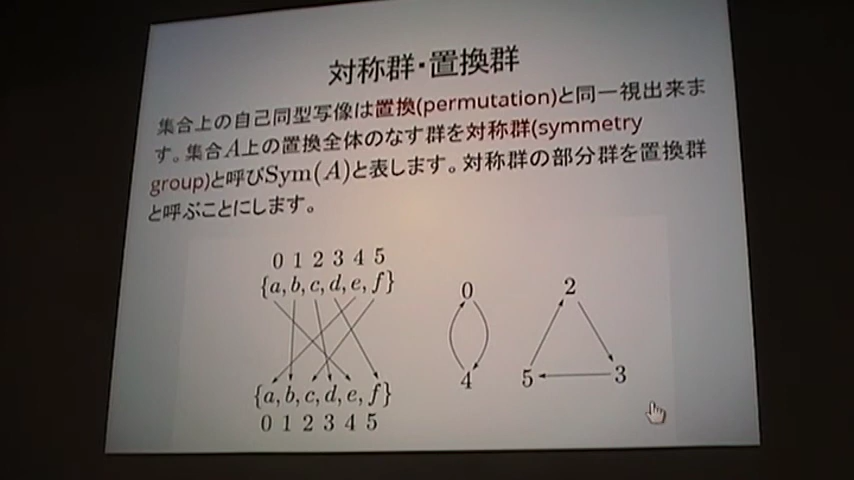 対称群・置換群
集合上の自己同型写像は置換(permutation)と同一視出来ま
す。集合A上の置換全体のなす群を対称群(symmetry
group)と呼びSym(A)と表します。対称群の部分群を置換群
と呼ぶことにします。
0 1 2 3 4 5
{a, b, c, d, e, f}
{a, b, c, d, e, f}
0 1 2 3 4 5
0
4
2
5
3